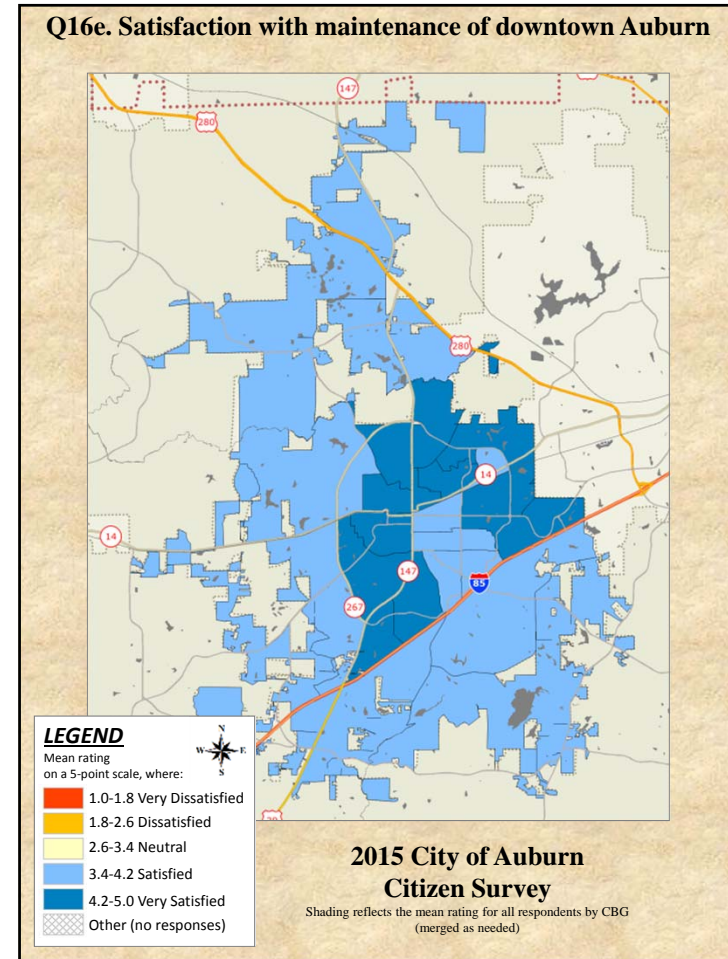 Q16e. Satisfaction with maintenance of downtown Auburn
147
280
280
14
14
147
85
267
LEGEND
Mean rating
on a 5-point scale, where:
N
W
E
S
1.0-1.8 Very Dissatisfied
1.8-2.6 Dissatisfied
2.6-3.4 Neutral
3.4-4.2 Satisfied
4.2-5.0 Very Satisfied
Other (no responses)
2015 City of Auburn
Citizen Survey
Shading reflects the mean rating for all respondents by CBG
(merged as needed)